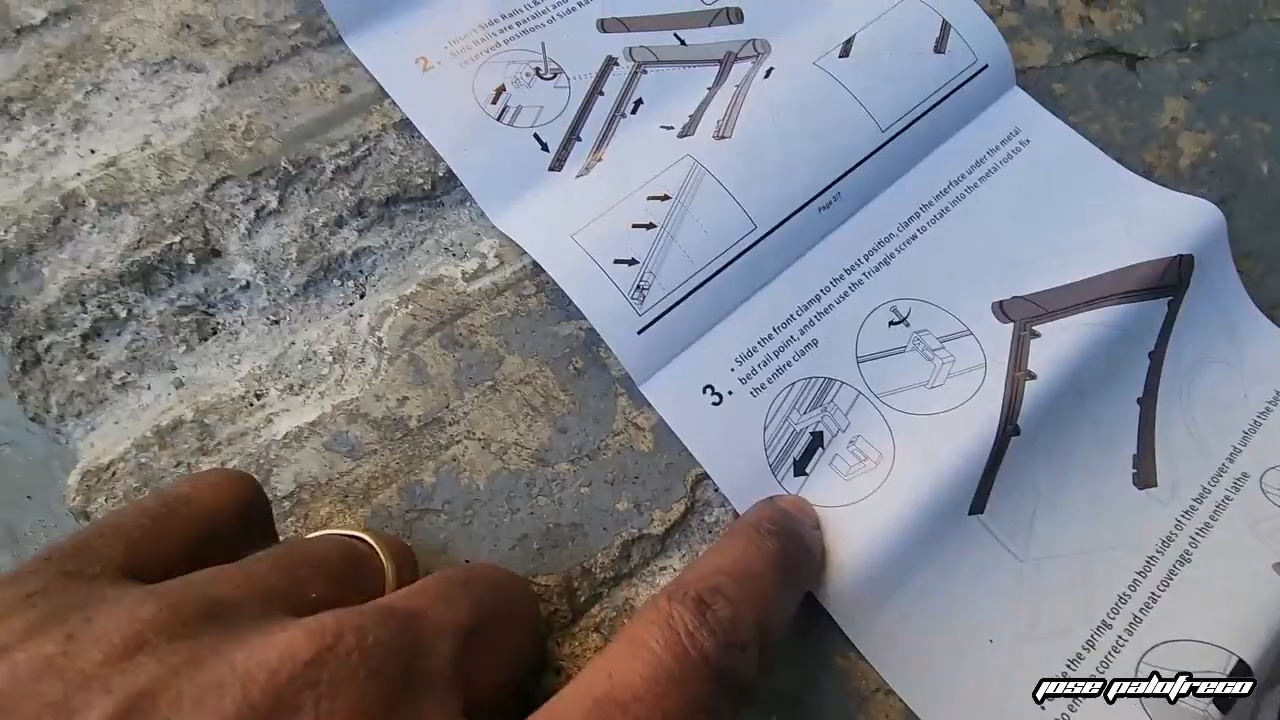 2.
• Insert Side Rails (L&
Side Rails are parallel and
reserved positions of Side Ra
Page 2/7
3.
• Slide the front clamp to the best position, clamp the interface under the metal
bed rail point, and then use the Triangle screw to rotate into the metal rod to fix
the entire clamp
the spring cords on both sides of the bed cover and unfold the bed
correct and neat coverage of the entire lathe
JOSE PALOFRECO